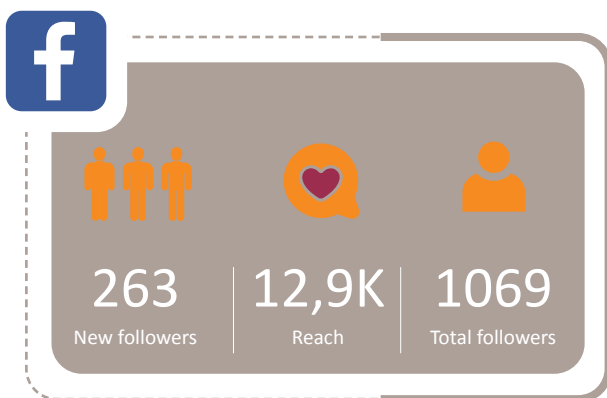 f
263
New followers
12,9K
Reach
1069
Total followers